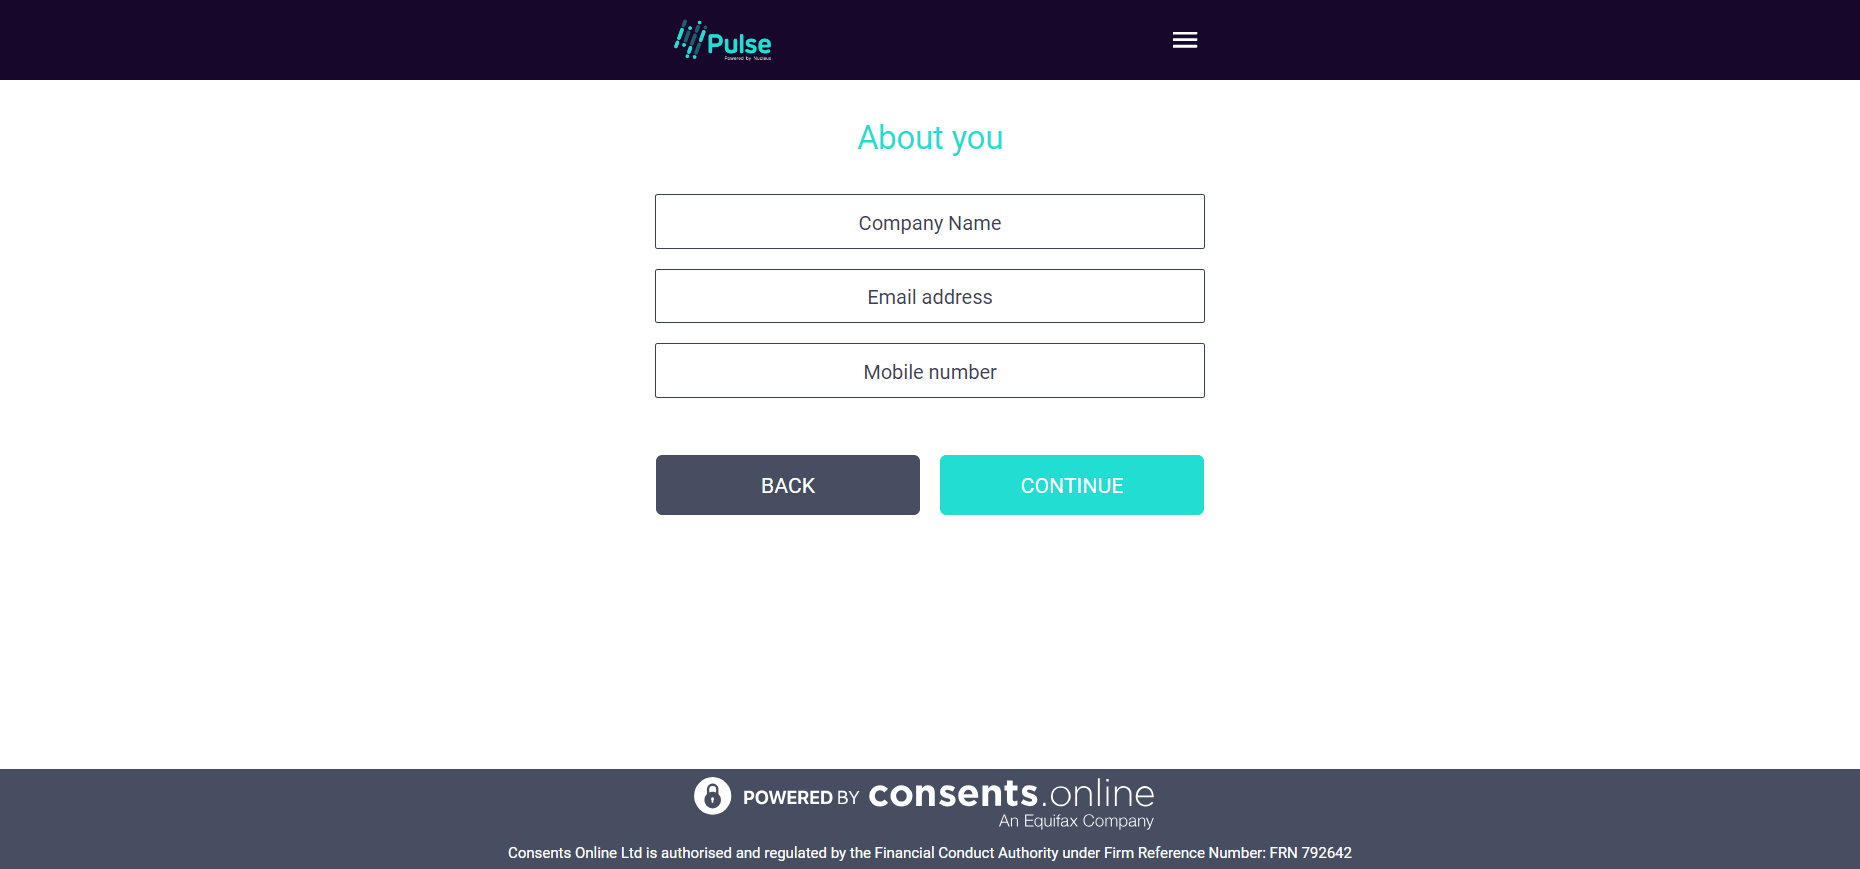 Pulse
Powered by Nucleus
About you
Company Name
Email address
Mobile number
BACK
CONTINUE
POWERED BY consents.online
An Equifax Company
Consents Online Ltd is authorised and regulated by the Financial Conduct Authority under Firm Reference Number: FRN 792642